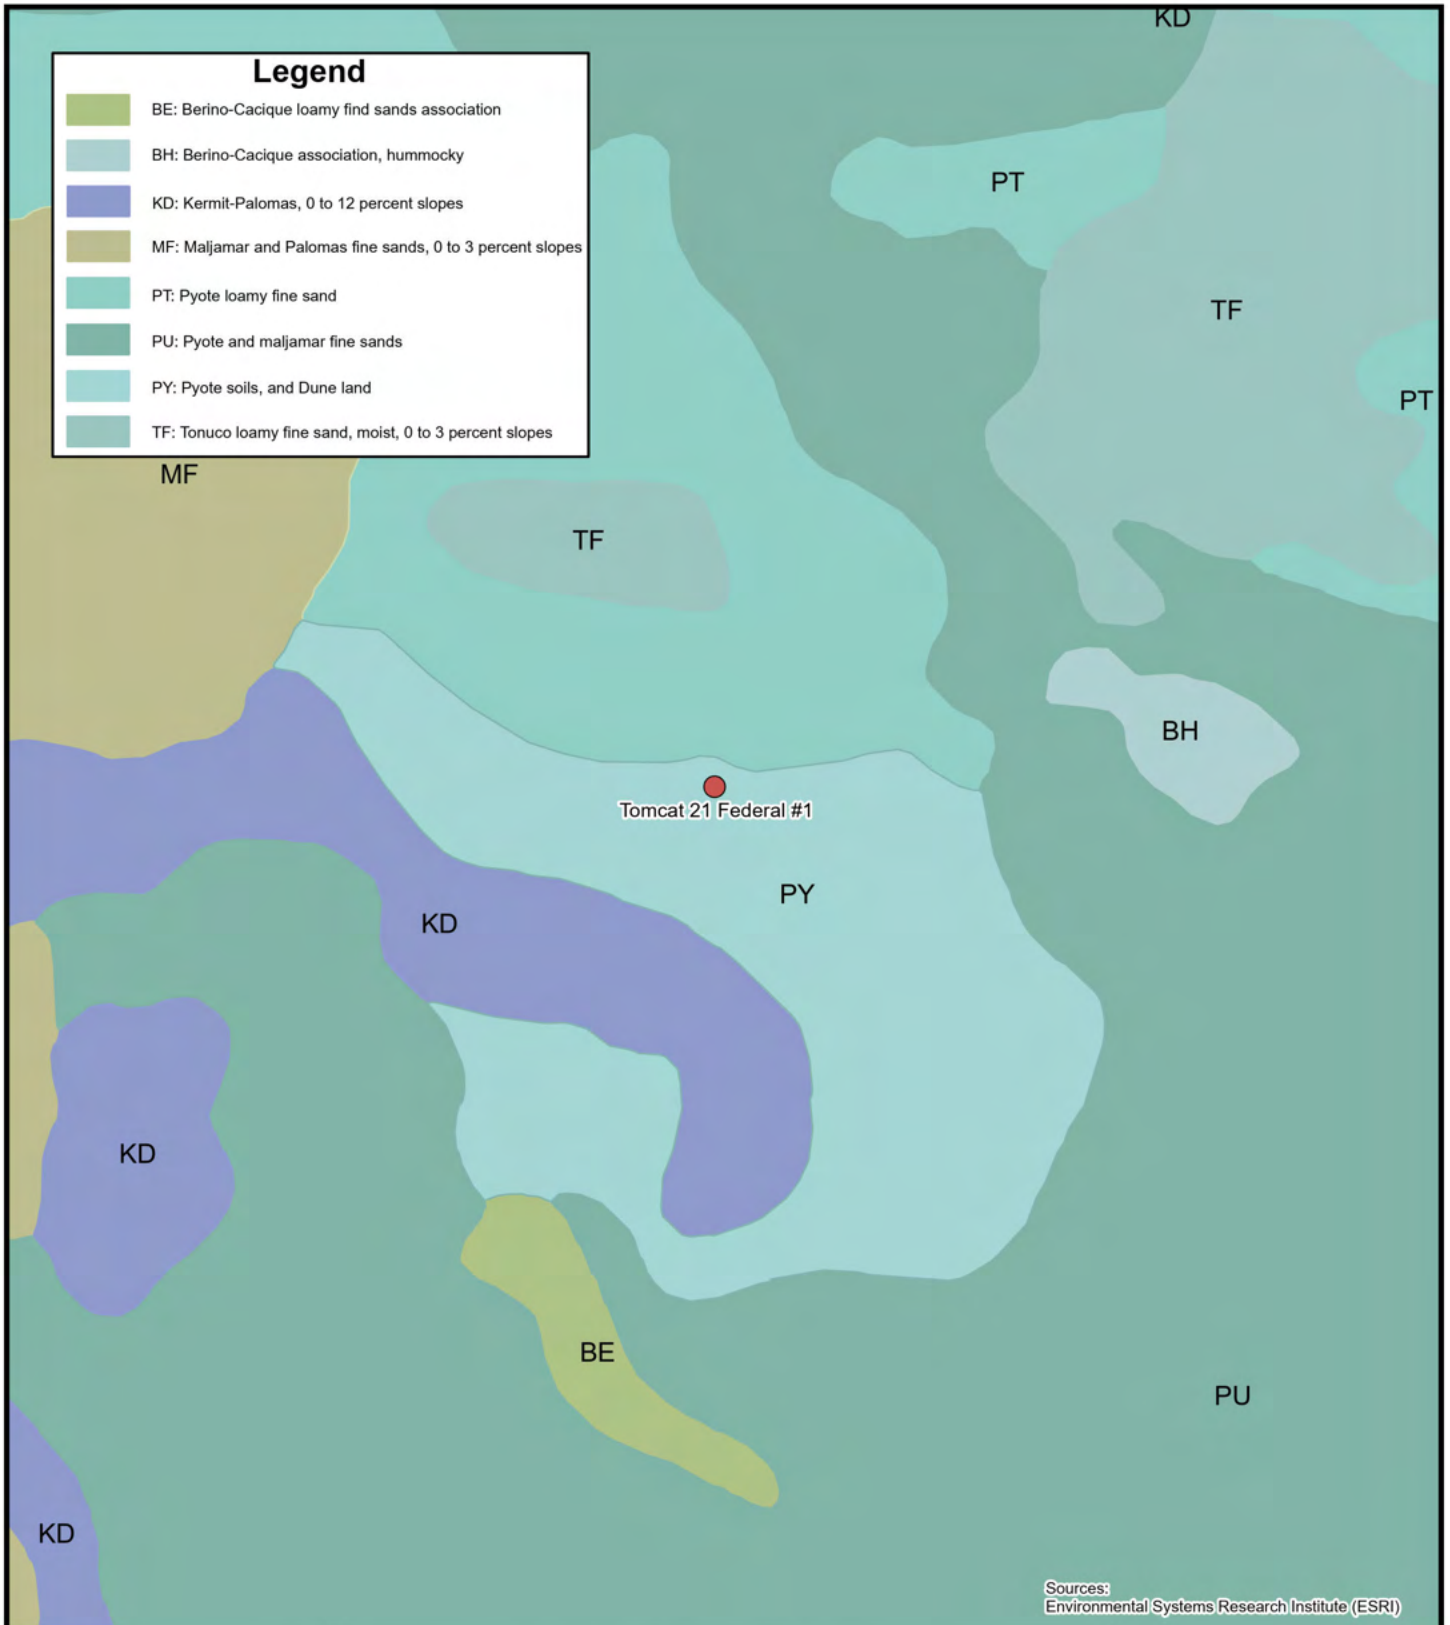 KD
Legend
BE: Berino-Cacique loamy find sands association
BH: Berino-Cacique association, hummocky
KD: Kermit-Palomas, 0 to 12 percent slopes
MF: Maljamar and Palomas fine sands, 0 to 3 percent slopes
PT: Pyote loamy fine sand
PU: Pyote and maljamar fine sands
PY: Pyote soils, and Dune land
TF: Tonuco loamy fine sand, moist, 0 to 3 percent slopes
PT
TF
PT
MF
TF
BH
Tomcat 21 Federal #1
PY
KD
KD
BE
PU
KD
Sources:
Environmental Systems Research Institute (ESRI)